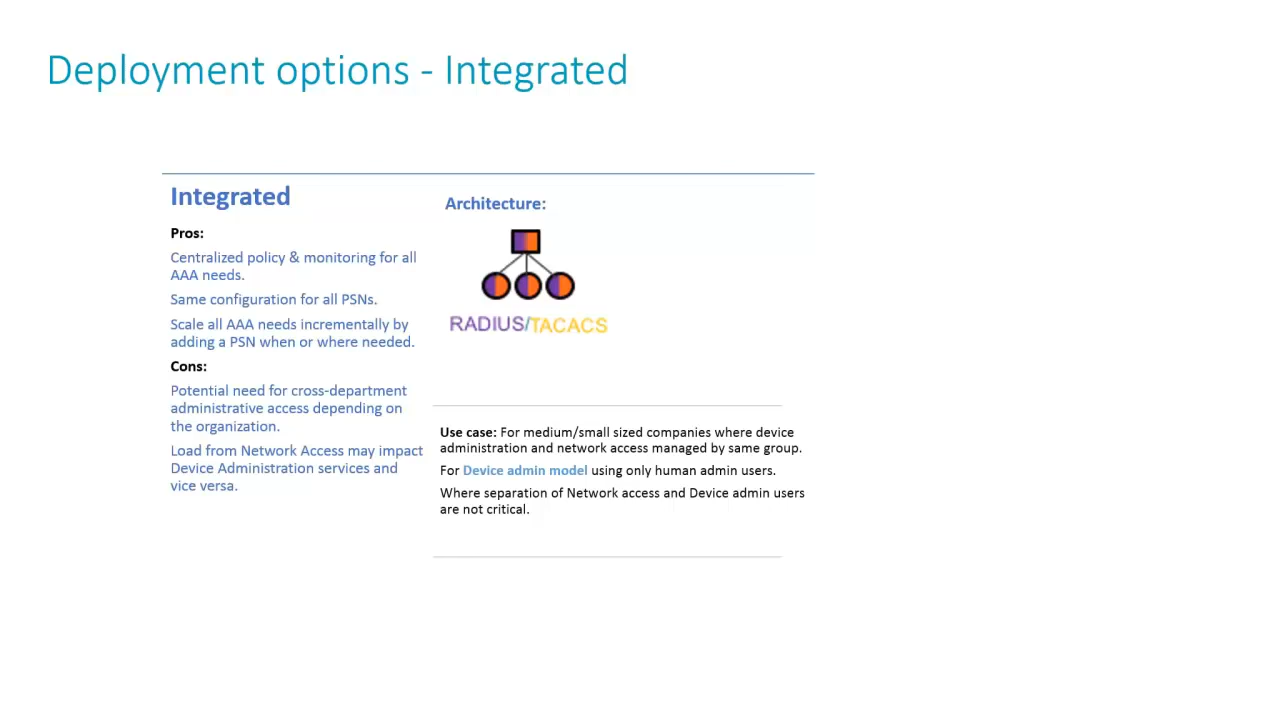 Deployment options - Integrated
Integrated
Pros:
Centralized policy & monitoring for all
AAA needs.
Same configuration for all PSNs.
Scale all AAA needs incrementally by
adding a PSN when or where needed.
Cons:
Potential need for cross-department
administrative access depending on
the organization.
Load from Network Access may impact
Device Administration services and
vice versa.
Architecture:
RADIUS/TACACS
Use case: For medium/small sized companies where device
administration and network access managed by same group.
For Device admin model using only human admin users.
Where separation of Network access and Device admin users
are not critical.